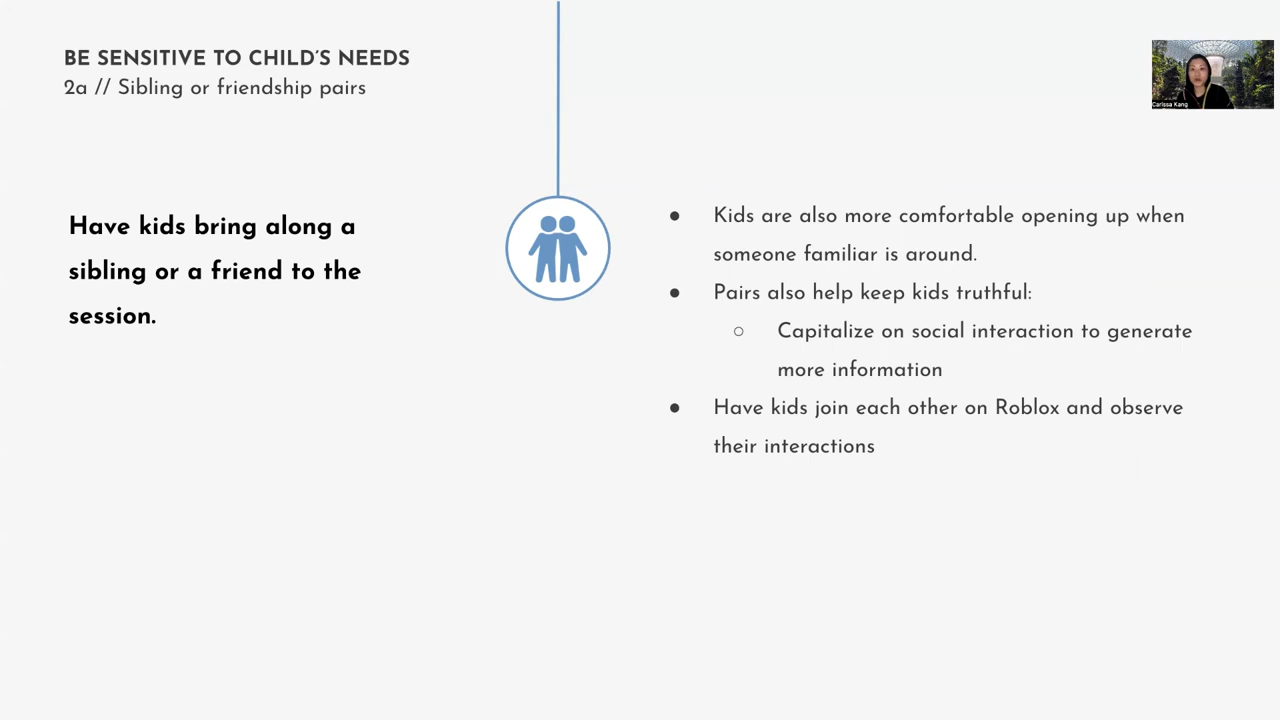 BE SENSITIVE TO CHILD'S NEEDS
2a // Sibling or friendship pairs
Carissa Kang
Have kids bring along a
sibling or a friend to the
session.
● Kids are also more comfortable opening up when
someone familiar is around.
● Pairs also help keep kids truthful:
○ Capitalize on social interaction to generate
more information
● Have kids join each other on Roblox and observe
their interactions